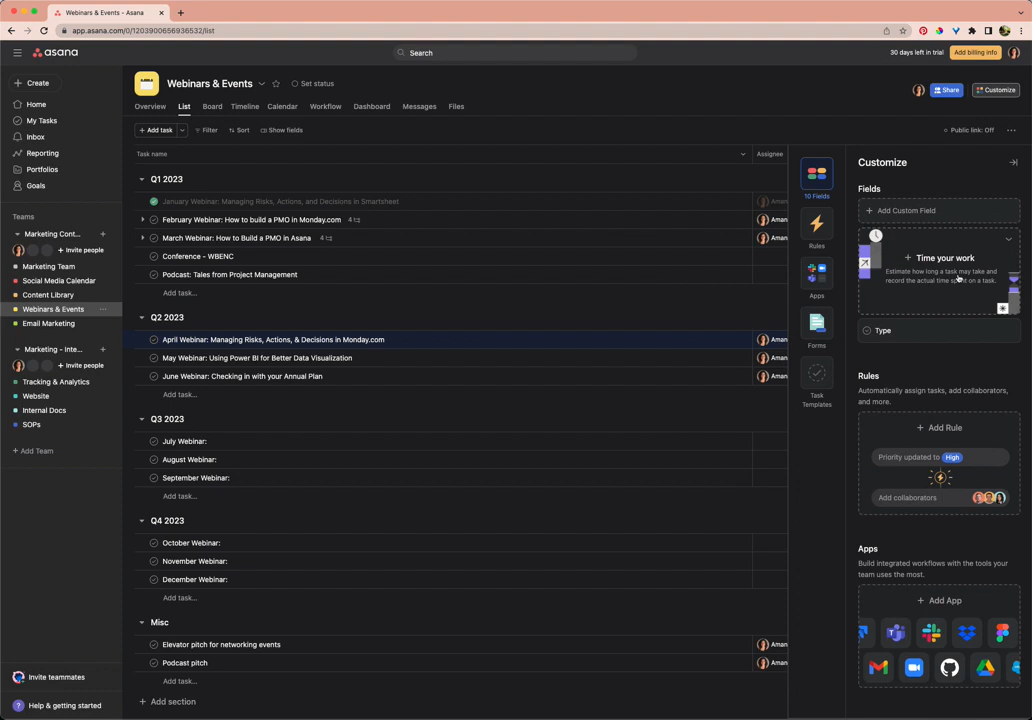 Webinars & Events - Asana
app.asana.com/0/1203900656936532/list
asana
Search
30 days left in trial
Add billing info
Create
Home
My Tasks
Inbox
Reporting
Portfolios
Goals
Teams
Marketing Cont...
Invite people
Marketing Team
Social Media Calendar
Content Library
Webinars & Events
Email Marketing
Marketing - Inte...
Invite people
Tracking & Analytics
Website
Internal Docs
SOPs
+ Add Team
Invite teammates
? Help & getting started
Webinars & Events
Set status
Share
Customize
Overview List Board Timeline Calendar Workflow Dashboard Messages Files
+ Add task
Filter
Sort
Show fields
Public link: Off
Task name
Assignee
Q1 2023
January Webinar: Managing Risks, Actions, and Decisions in Smartsheet
Aman
February Webinar: How to build a PMO in Monday.com 4
Aman
March Webinar: How to Build a PMO in Asana 4
Aman
Conference - WBENC
Podcast: Tales from Project Management
Add task...
Q2 2023
April Webinar: Managing Risks, Actions, & Decisions in Monday.com
Aman
May Webinar: Using Power BI for Better Data Visualization
Aman
June Webinar: Checking in with your Annual Plan
Aman
Add task...
Q3 2023
July Webinar:
August Webinar:
September Webinar:
Add task...
Q4 2023
October Webinar:
November Webinar:
December Webinar:
Add task...
Misc
Elevator pitch for networking events
Aman
Podcast pitch
Aman
Add task...
+ Add section
10 Fields
Rules
Apps
Forms
Task
Templates
Customize
Fields
+ Add Custom Field
+ Time your work
Estimate how long a task may take and
record the actual time spent on a task.
Type
Rules
Automatically assign tasks, add collaborators,
and more.
+ Add Rule
Priority updated to High
Add collaborators
Apps
Build integrated workflows with the tools your
team uses the most.
+ Add App